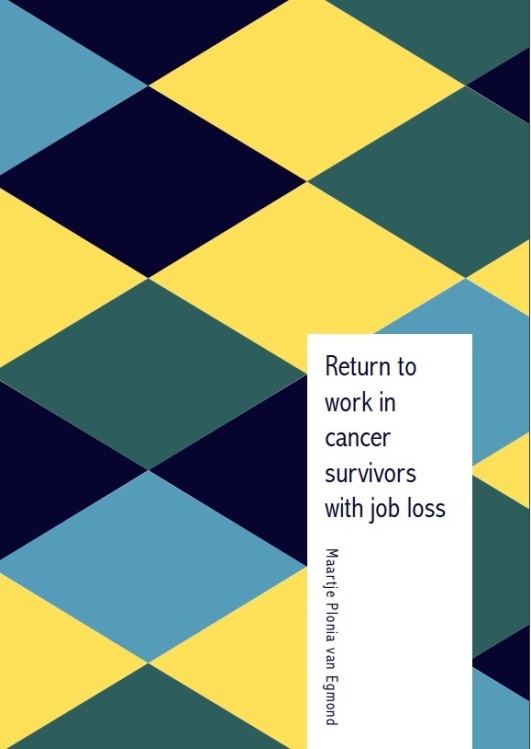 Return to
work in
cancer
survivors
with job loss
Maartje Plonia van Egmond